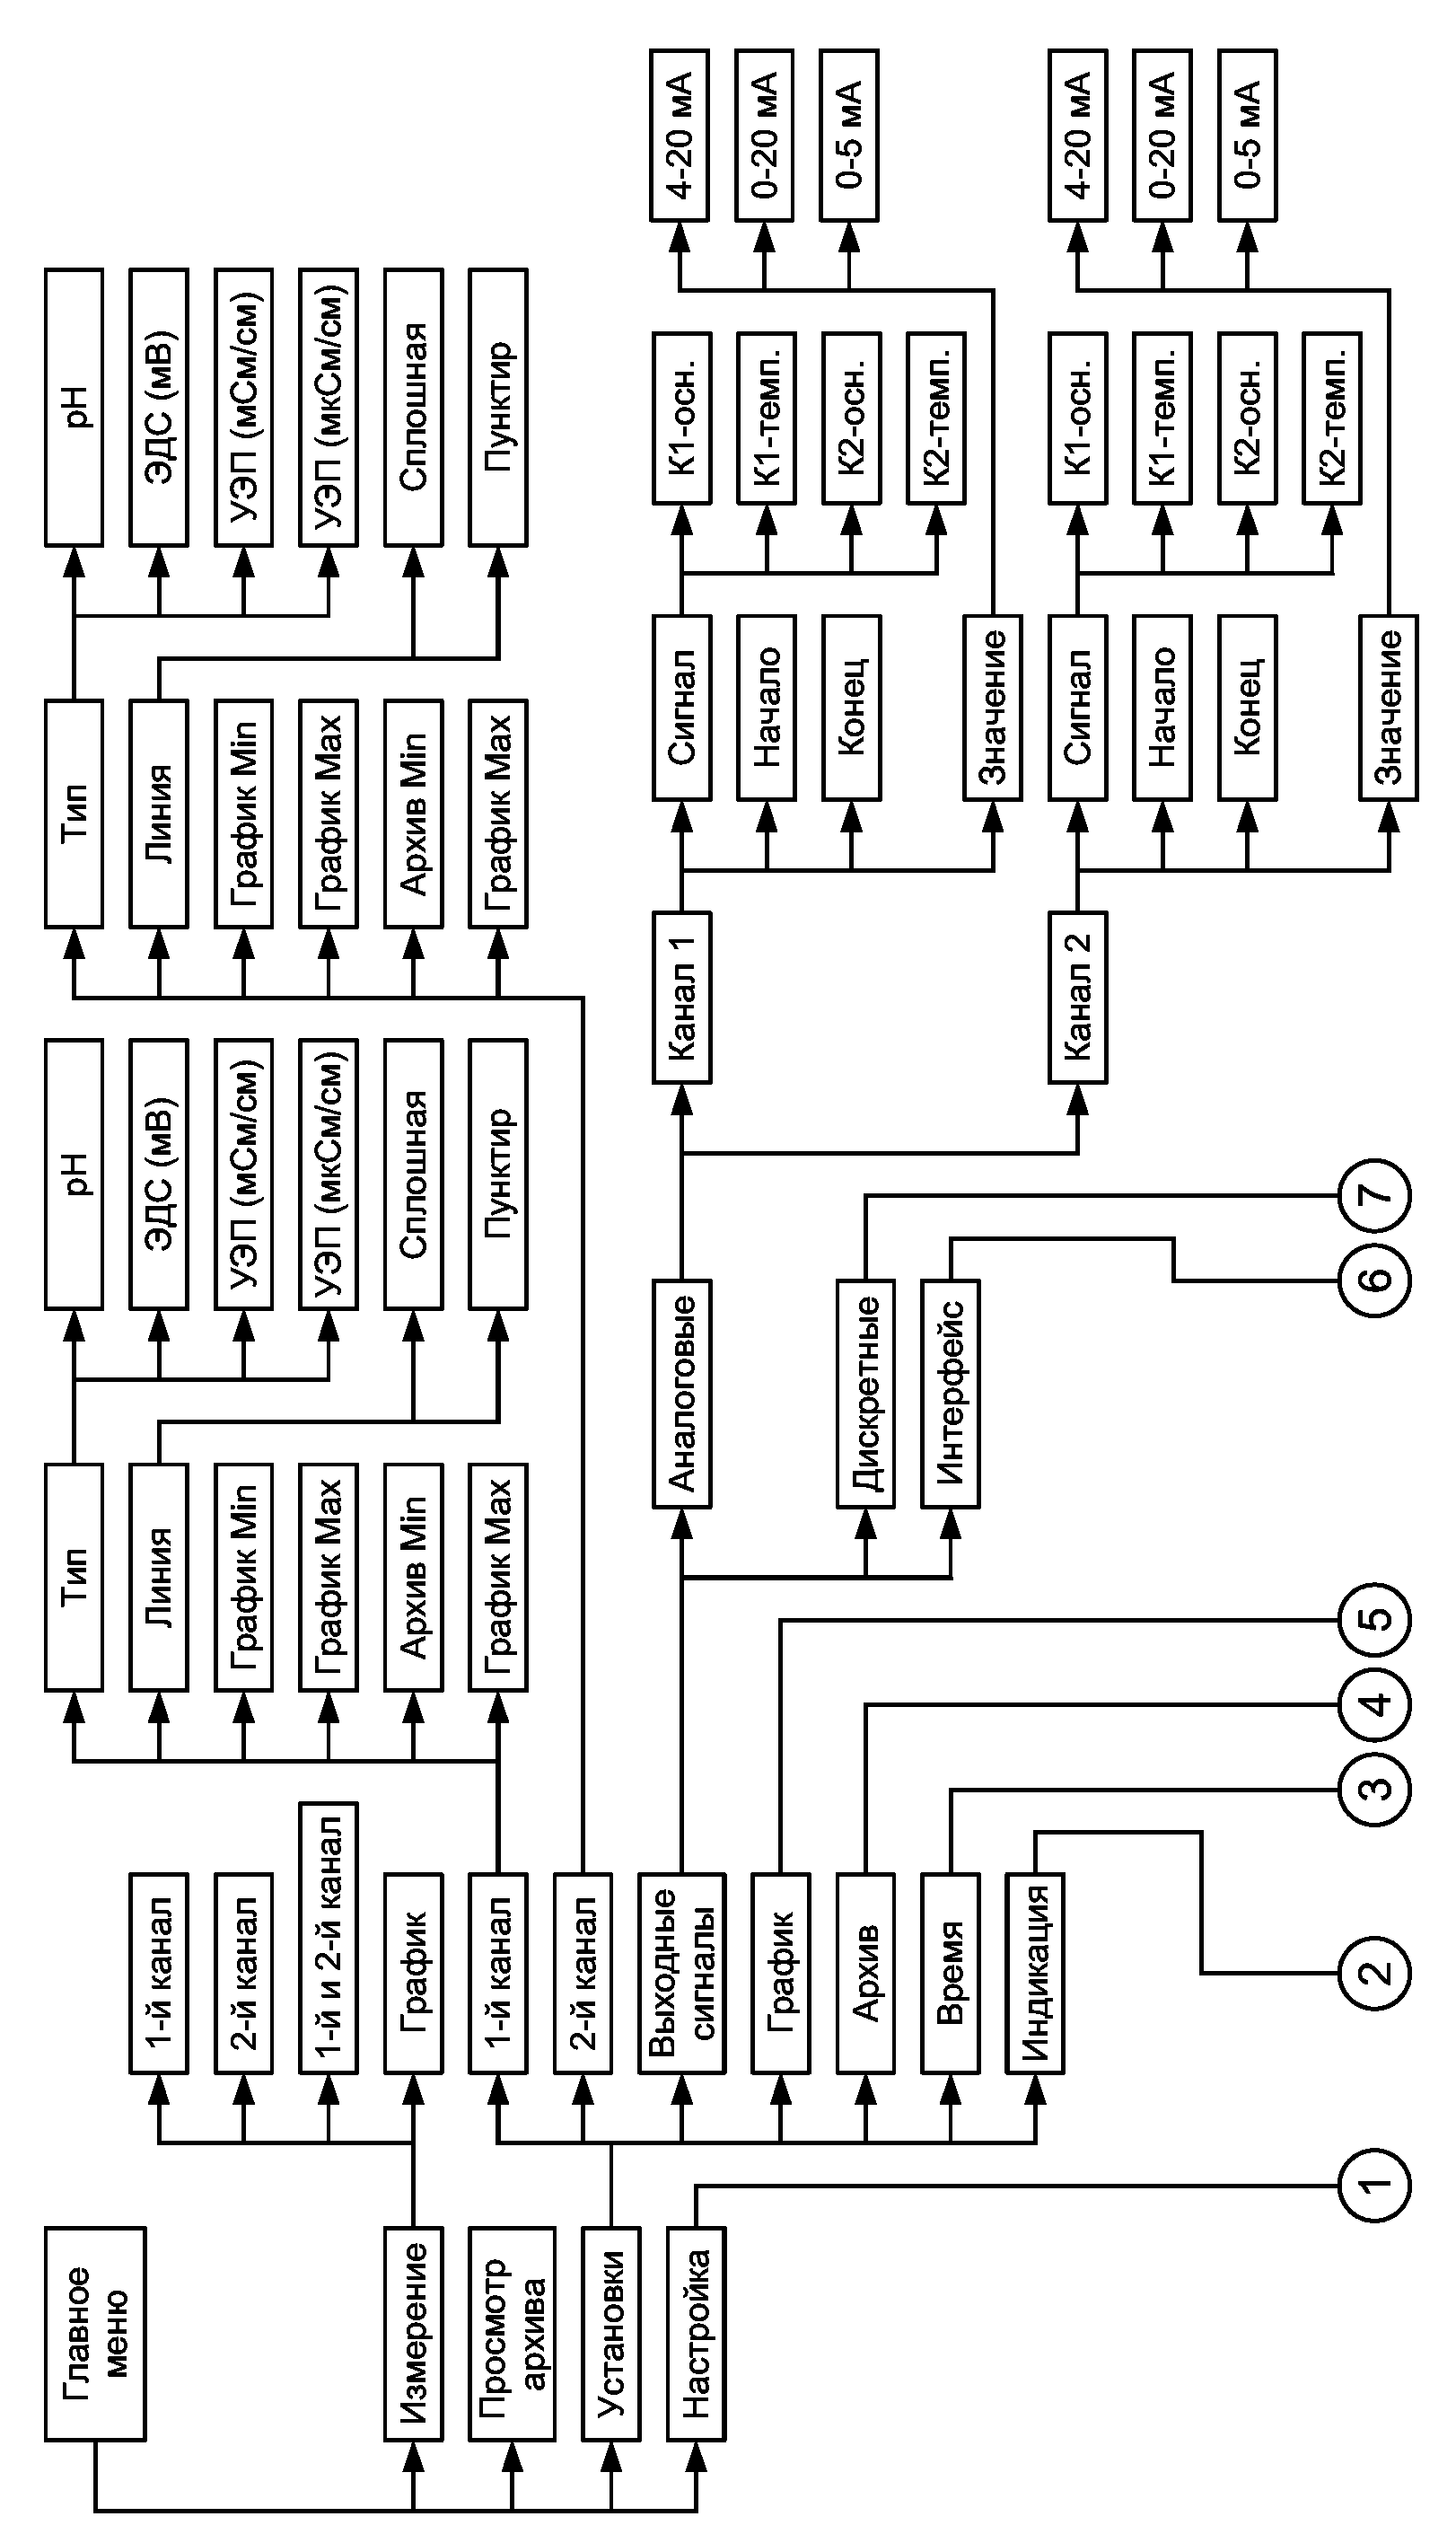 Главное
меню
Измерение
Просмотр
архива
Установки
Настройка
1-й канал
2-й канал
1-й и 2-й канал
График
1-й канал
2-й канал
Выходные
сигналы
График
Архив
Время
Индикация
Тип
Линия
График Min
График Max
Архив Min
График Max
pH
ЭДС (мВ)
УЭП (мСм/см)
УЭП (мкСм/см)
Сплошная
Пунктир
Тип
Линия
График Min
График Max
Архив Min
График Max
pH
ЭДС (мВ)
УЭП (мСм/см)
УЭП (мкСм/см)
Сплошная
Пунктир
Аналоговые
Дискретные
Интерфейс
Канал 1
Канал 2
Сигнал
Начало
Конец
Значение
К1-осн.
К1-темп.
К2-осн.
К2-темп.
4-20 мА
0-20 мА
0-5 мА
Сигнал
Начало
Конец
Значение
К1-осн.
К1-темп.
К2-осн.
К2-темп.
4-20 мА
0-20 мА
0-5 мА
1
2
3
4
5
6
7